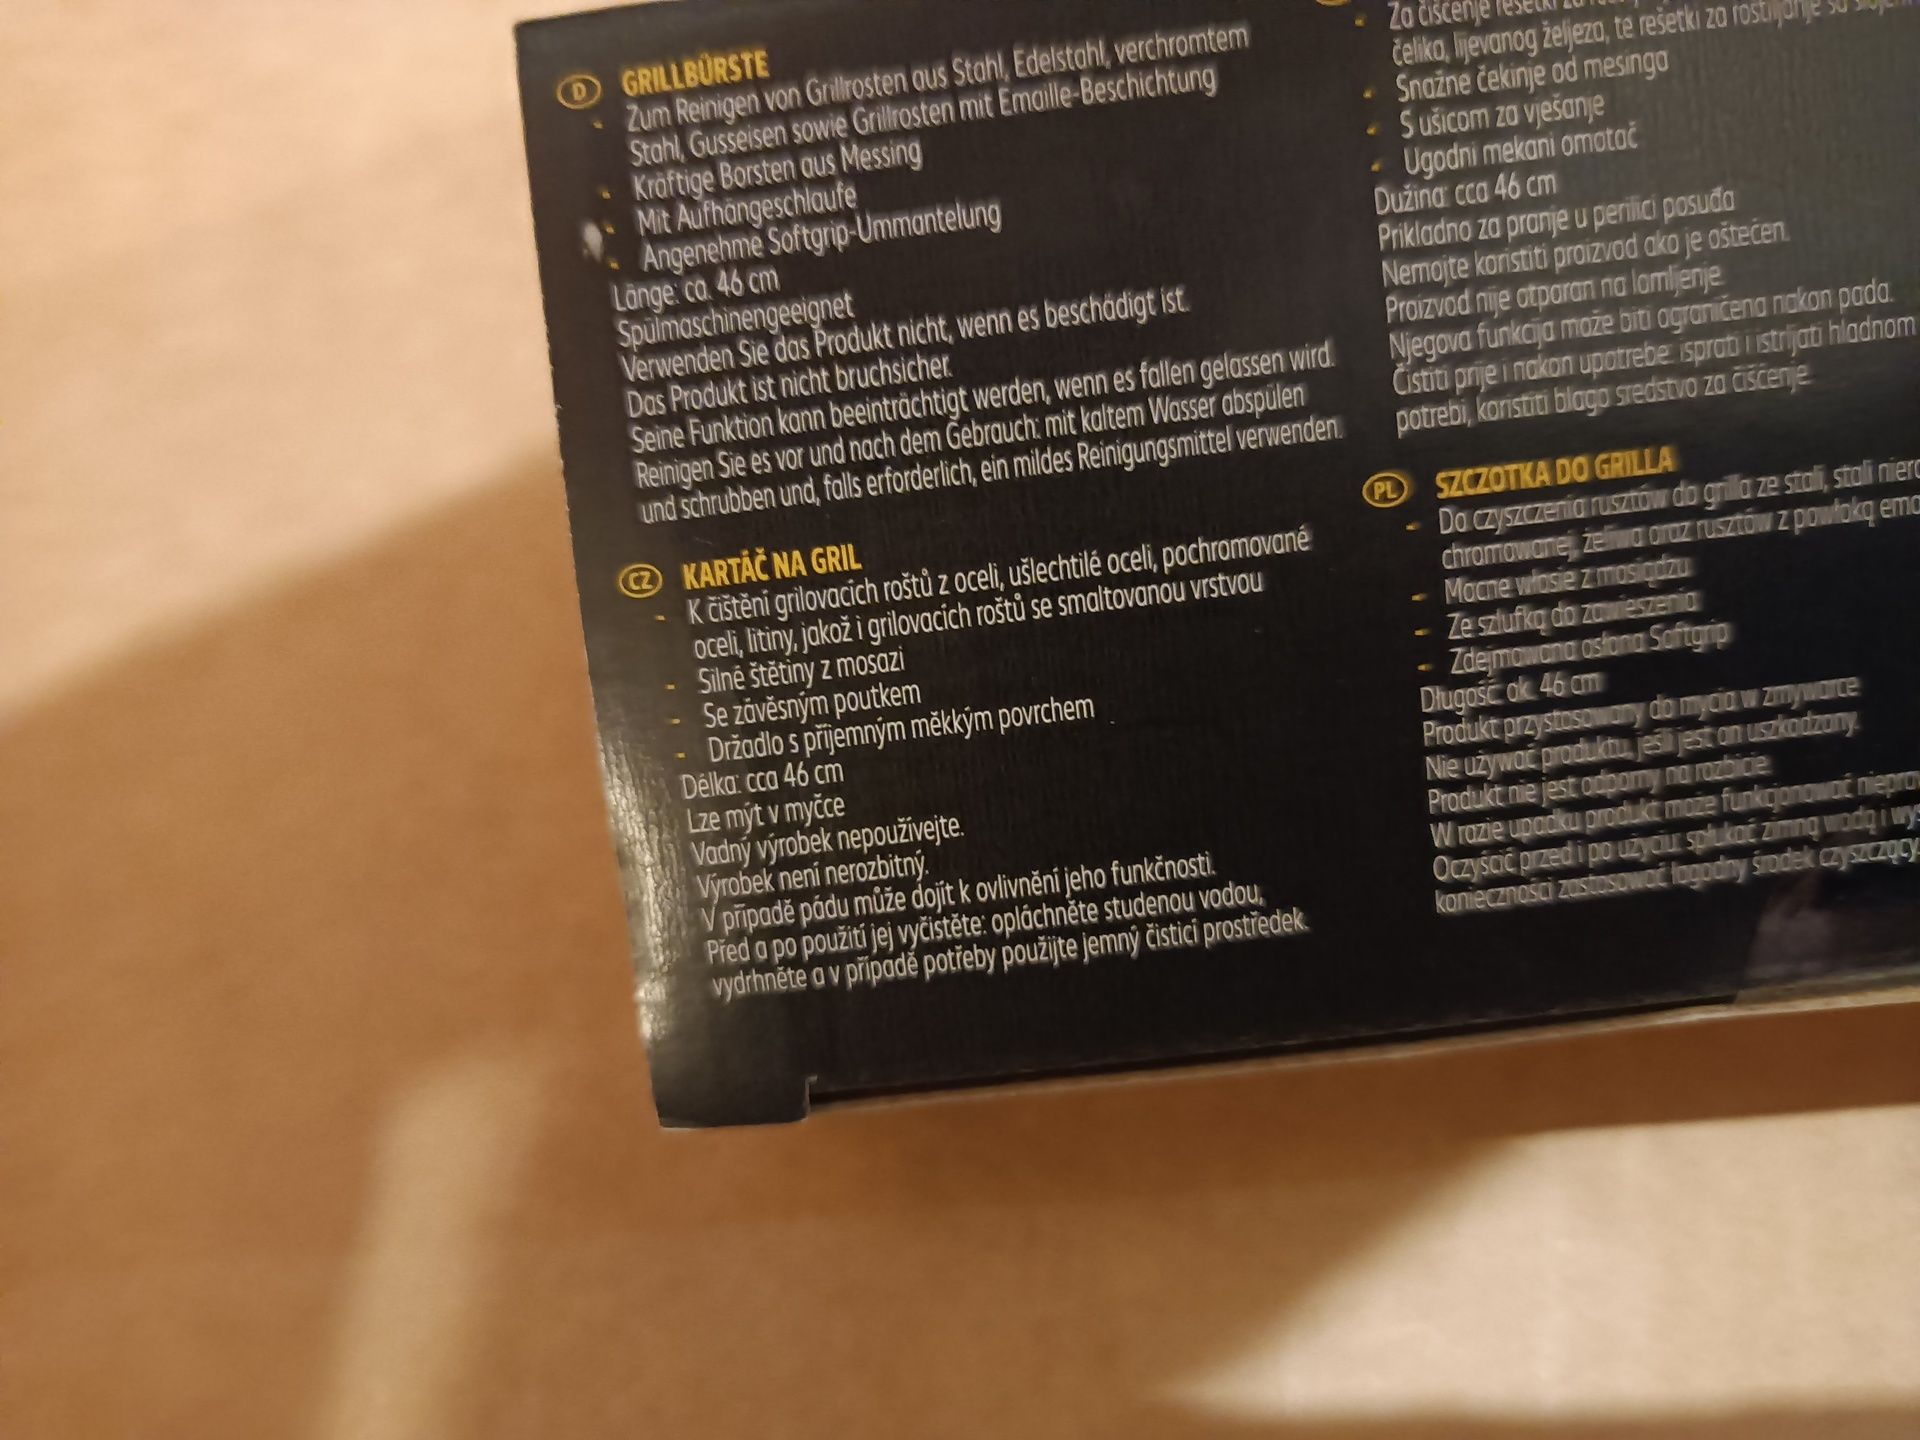 D GRILLBÜRSTE
- Zum Reinigen von Grillrosten aus Stahl, Edelstahl, verchromtem
Stahl, Gusseisen sowie Grillrosten mit Emaille-Beschichtung
- Kräftige Borsten aus Messing
- Mit Aufhängeschlaufe
- Angenehme Softgrip-Ummantelung
Länge: ca. 46 cm
Spülmaschinengeeignet
Verwenden Sie das Produkt nicht, wenn es beschädigt ist.
Das Produkt ist nicht bruchsicher.
Seine Funktion kann beeinträchtigt werden, wenn es fallen gelassen wird.
Reinigen Sie es vor und nach dem Gebrauch: mit kaltem Wasser abspülen
und schrubben und, falls erforderlich, ein mildes Reinigungsmittel verwenden.
CZ KARTÁČ NA GRIL
- K čištění grilovacích roštů z oceli, ušlechtilé oceli, pochromované
oceli, litiny, jakož i grilovacích roštů se smaltovanou vrstvou
- Silné štětiny z mosazi
- Se závěsným poutkem
- Držadlo s příjemným měkkým povrchem
Délka: cca 46 cm
Lze mýt v myčce
Vadný výrobek nepoužívejte.
Výrobek není nerozbitný.
V případě pádu může dojít k ovlivnění jeho funkčnosti.
Před a po použití jej vyčistěte: opláchněte studenou vodou,
vydrhněte a v případě potřeby použijte jemný čisticí prostředek.
- Za čišćenje rešetki za
čelika, lijevanog željeza, te rešetki za roštiljanje sa
- Snažne čekinje od mesinga
- S ušicom za vješanje
- Ugodni mekani omotač
Dužina: cca 46 cm
Prikladno za pranje u perilici posuđa
Nemojte koristiti proizvod ako je oštećen.
Proizvod nije otporan na lomljenje.
Njegova funkcija može biti ograničena nakon pada.
Čistiti prije i nakon upotrebe: isprati i istrljati hladnom
potrebi, koristiti blago sredstvo za čišćenje.
PL SZCZOTKA DO GRILLA
- Do czyszczenia rusztów do grilla ze stali, stali
chromowanej, żeliwa oraz rusztów z powłoką
- Mocne włosie z mosiądzu
- Ze szlufką do zawieszenia
- Zdejmowana osłona Softgrip
Długość: ok. 46 cm
Produkt przystosowany do mycia w zmywarce
Nie używać produktu, jeśli jest on uszkodzony.
Produkt nie jest odporny na rozbicie.
W razie upadku produkt może funkcjonować
Oczyścić przed i po użyciu: spłukać zimną wodą i
konieczności zastosować łagodny środek czyszczący.